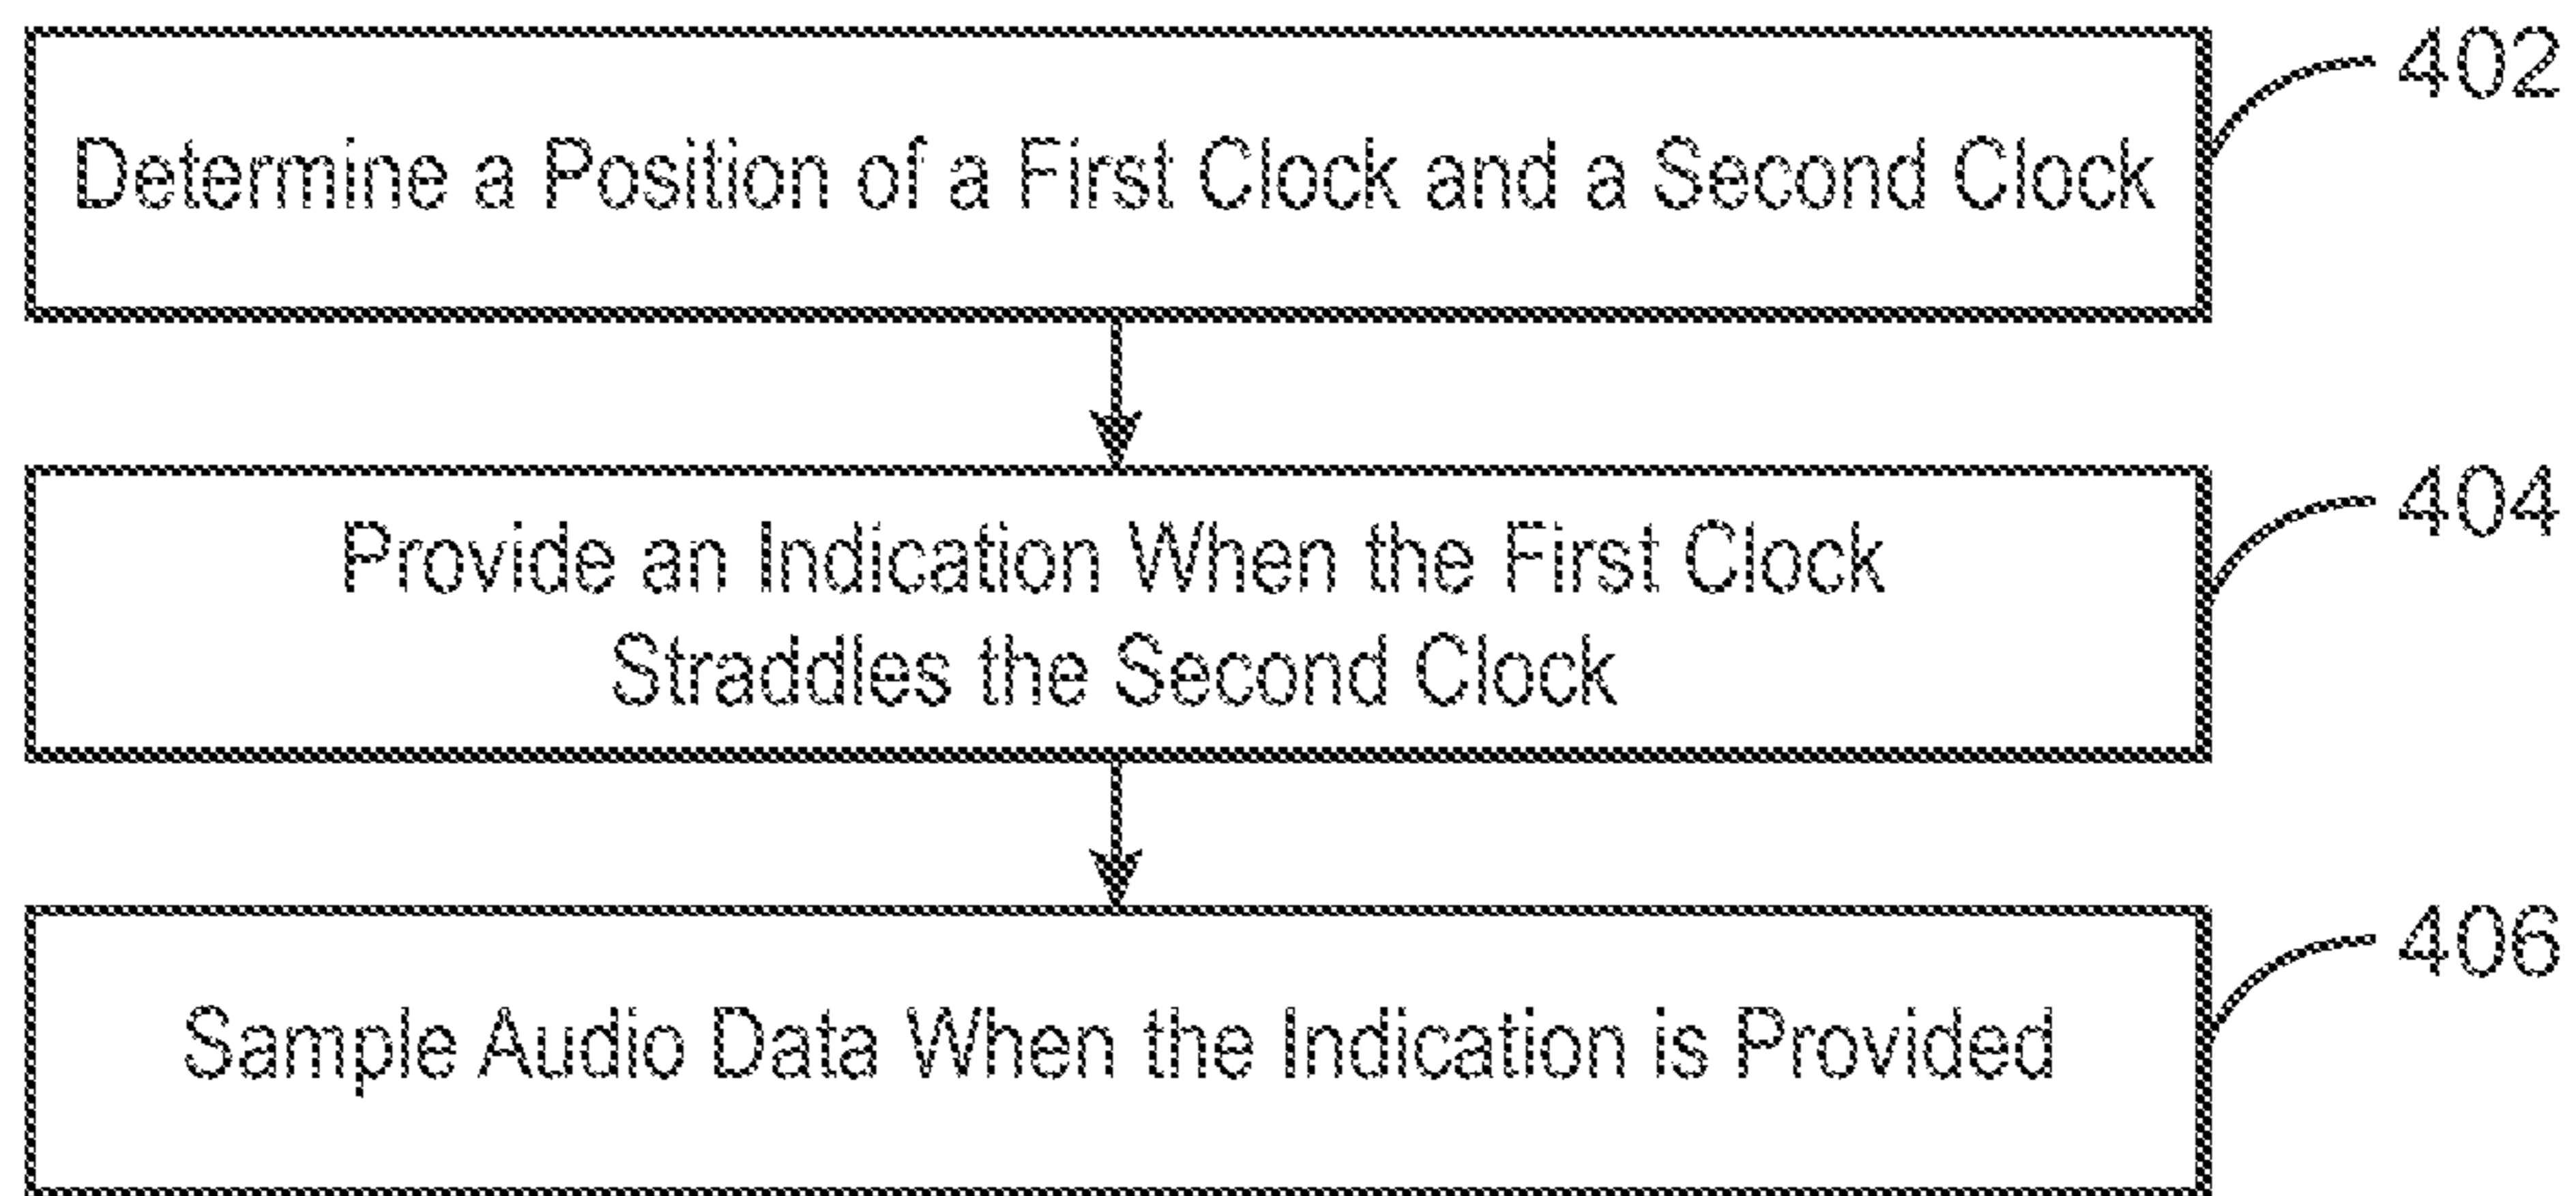 Determine a Position of a First Clock and a Second Clock
402
Provide an Indication When the First Clock
Straddles the Second Clock
404
Sample Audio Data When the Indication is Provided
406